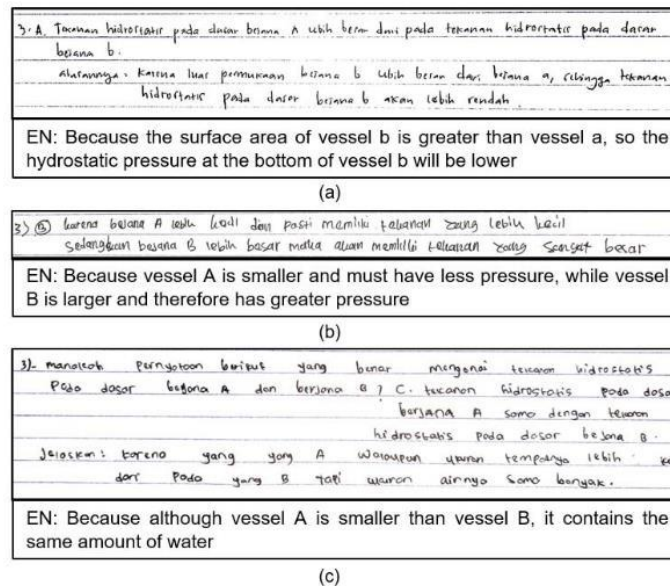 3. A. Tekanan hidrostatis pada dasar bejana A lebih besar dari pada tekanan hidrostatis pada dasar
bejana b.
alasannya. karena luas permukaan bejana b lebih besar dari bejana a, sehingga tekanan
hidrostatis pada dasar bejana b akan lebih rendah.
EN: Because the surface area of vessel b is greater than vessel a, so the
hydrostatic pressure at the bottom of vessel b will be lower
(a)
3) B karena bejana A lebih kecil dan pasti memiliki tekanan yang lebih kecil
sedangkan bejana B lebih besar maka akan memiliki tekanan yang sangat besar
EN: Because vessel A is smaller and must have less pressure, while vessel
B is larger and therefore has greater pressure
(b)
3)- manakah pernyataan berikut yang benar mengenai tekanan hidrostatis
pada dasar bejana A dan berjana B? C. tekanan hidrostatis pada dasa
berjana A sama dengan tekanan
hidrostatis pada dasar bejana B.
Jelaskan: karena yang yang A walaupun ukuran tempatnya lebih
dari pada yang B tapi ukuran airnya sama banyak.
EN: Because although vessel A is smaller than vessel B, it contains the
same amount of water
(c)